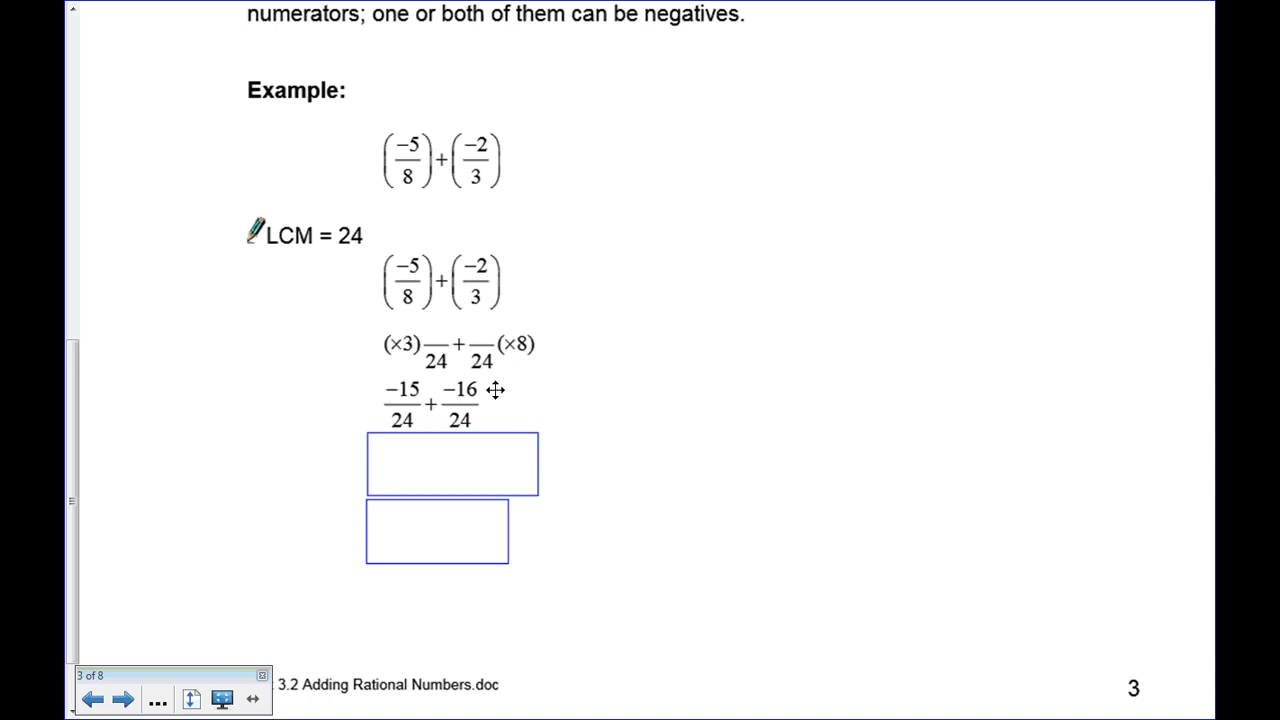 numerators; one or both of them can be negatives.
Example:
(−5/8) + (−2/3)
LCM = 24
(−5/8) + (−2/3)
(×3) /24 + /24 (×8)
−15/24 + −16/24
3 of 8
3.2 Adding Rational Numbers.doc
3